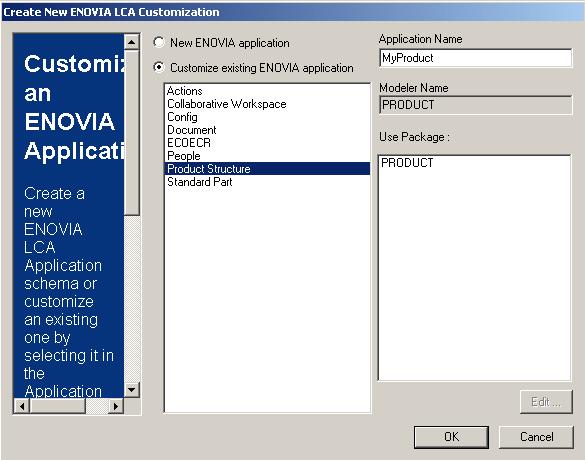 Create New ENOVIA LCA Customization
Customiz
an
ENOVIA
Applicati
Create a
new
ENOVIA
LCA
Application
schema or
customize
an existing
one by
selecting it in
the
Application
New ENOVIA application
Customize existing ENOVIA application
Actions
Collaborative Workspace
Config
Document
ECOECR
People
Product Structure
Standard Part
Application Name
MyProduct
Modeler Name
PRODUCT
Use Package :
PRODUCT
Edit ...
OK
Cancel